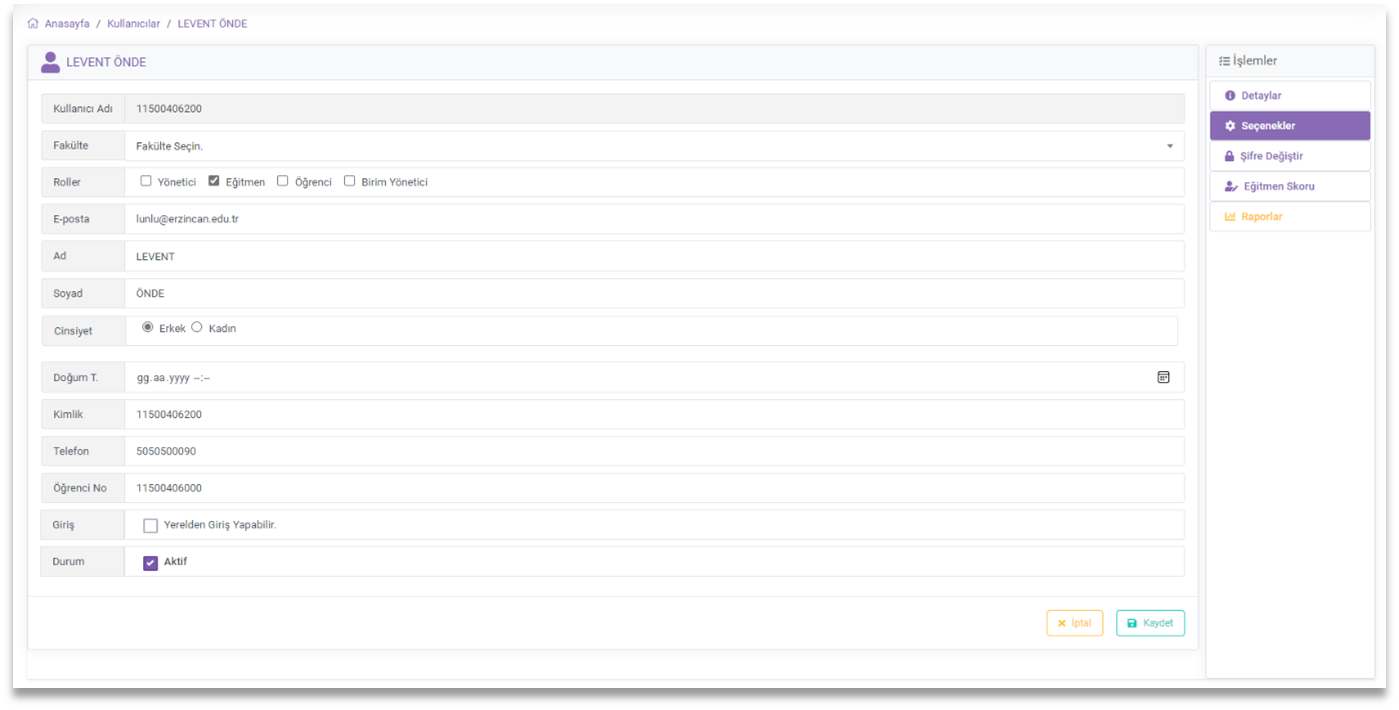 Anasayfa / Kullanıcılar / LEVENT ÖNDE
LEVENT ÖNDE
Kullanıcı Adı 11500406200
Fakülte Fakülte Seçin.
Roller Yönetici Eğitmen Öğrenci Birim Yönetici
E-posta lunlu@erzincan.edu.tr
Ad LEVENT
Soyad ÖNDE
Cinsiyet Erkek Kadın
Doğum T. gg.aa.yyyy --:--
Kimlik 11500406200
Telefon 5050500090
Öğrenci No 11500406000
Giriş Yerelden Giriş Yapabilir.
Durum Aktif
İptal Kaydet
İşlemler
Detaylar
Seçenekler
Şifre Değiştir
Eğitmen Skoru
Raporlar